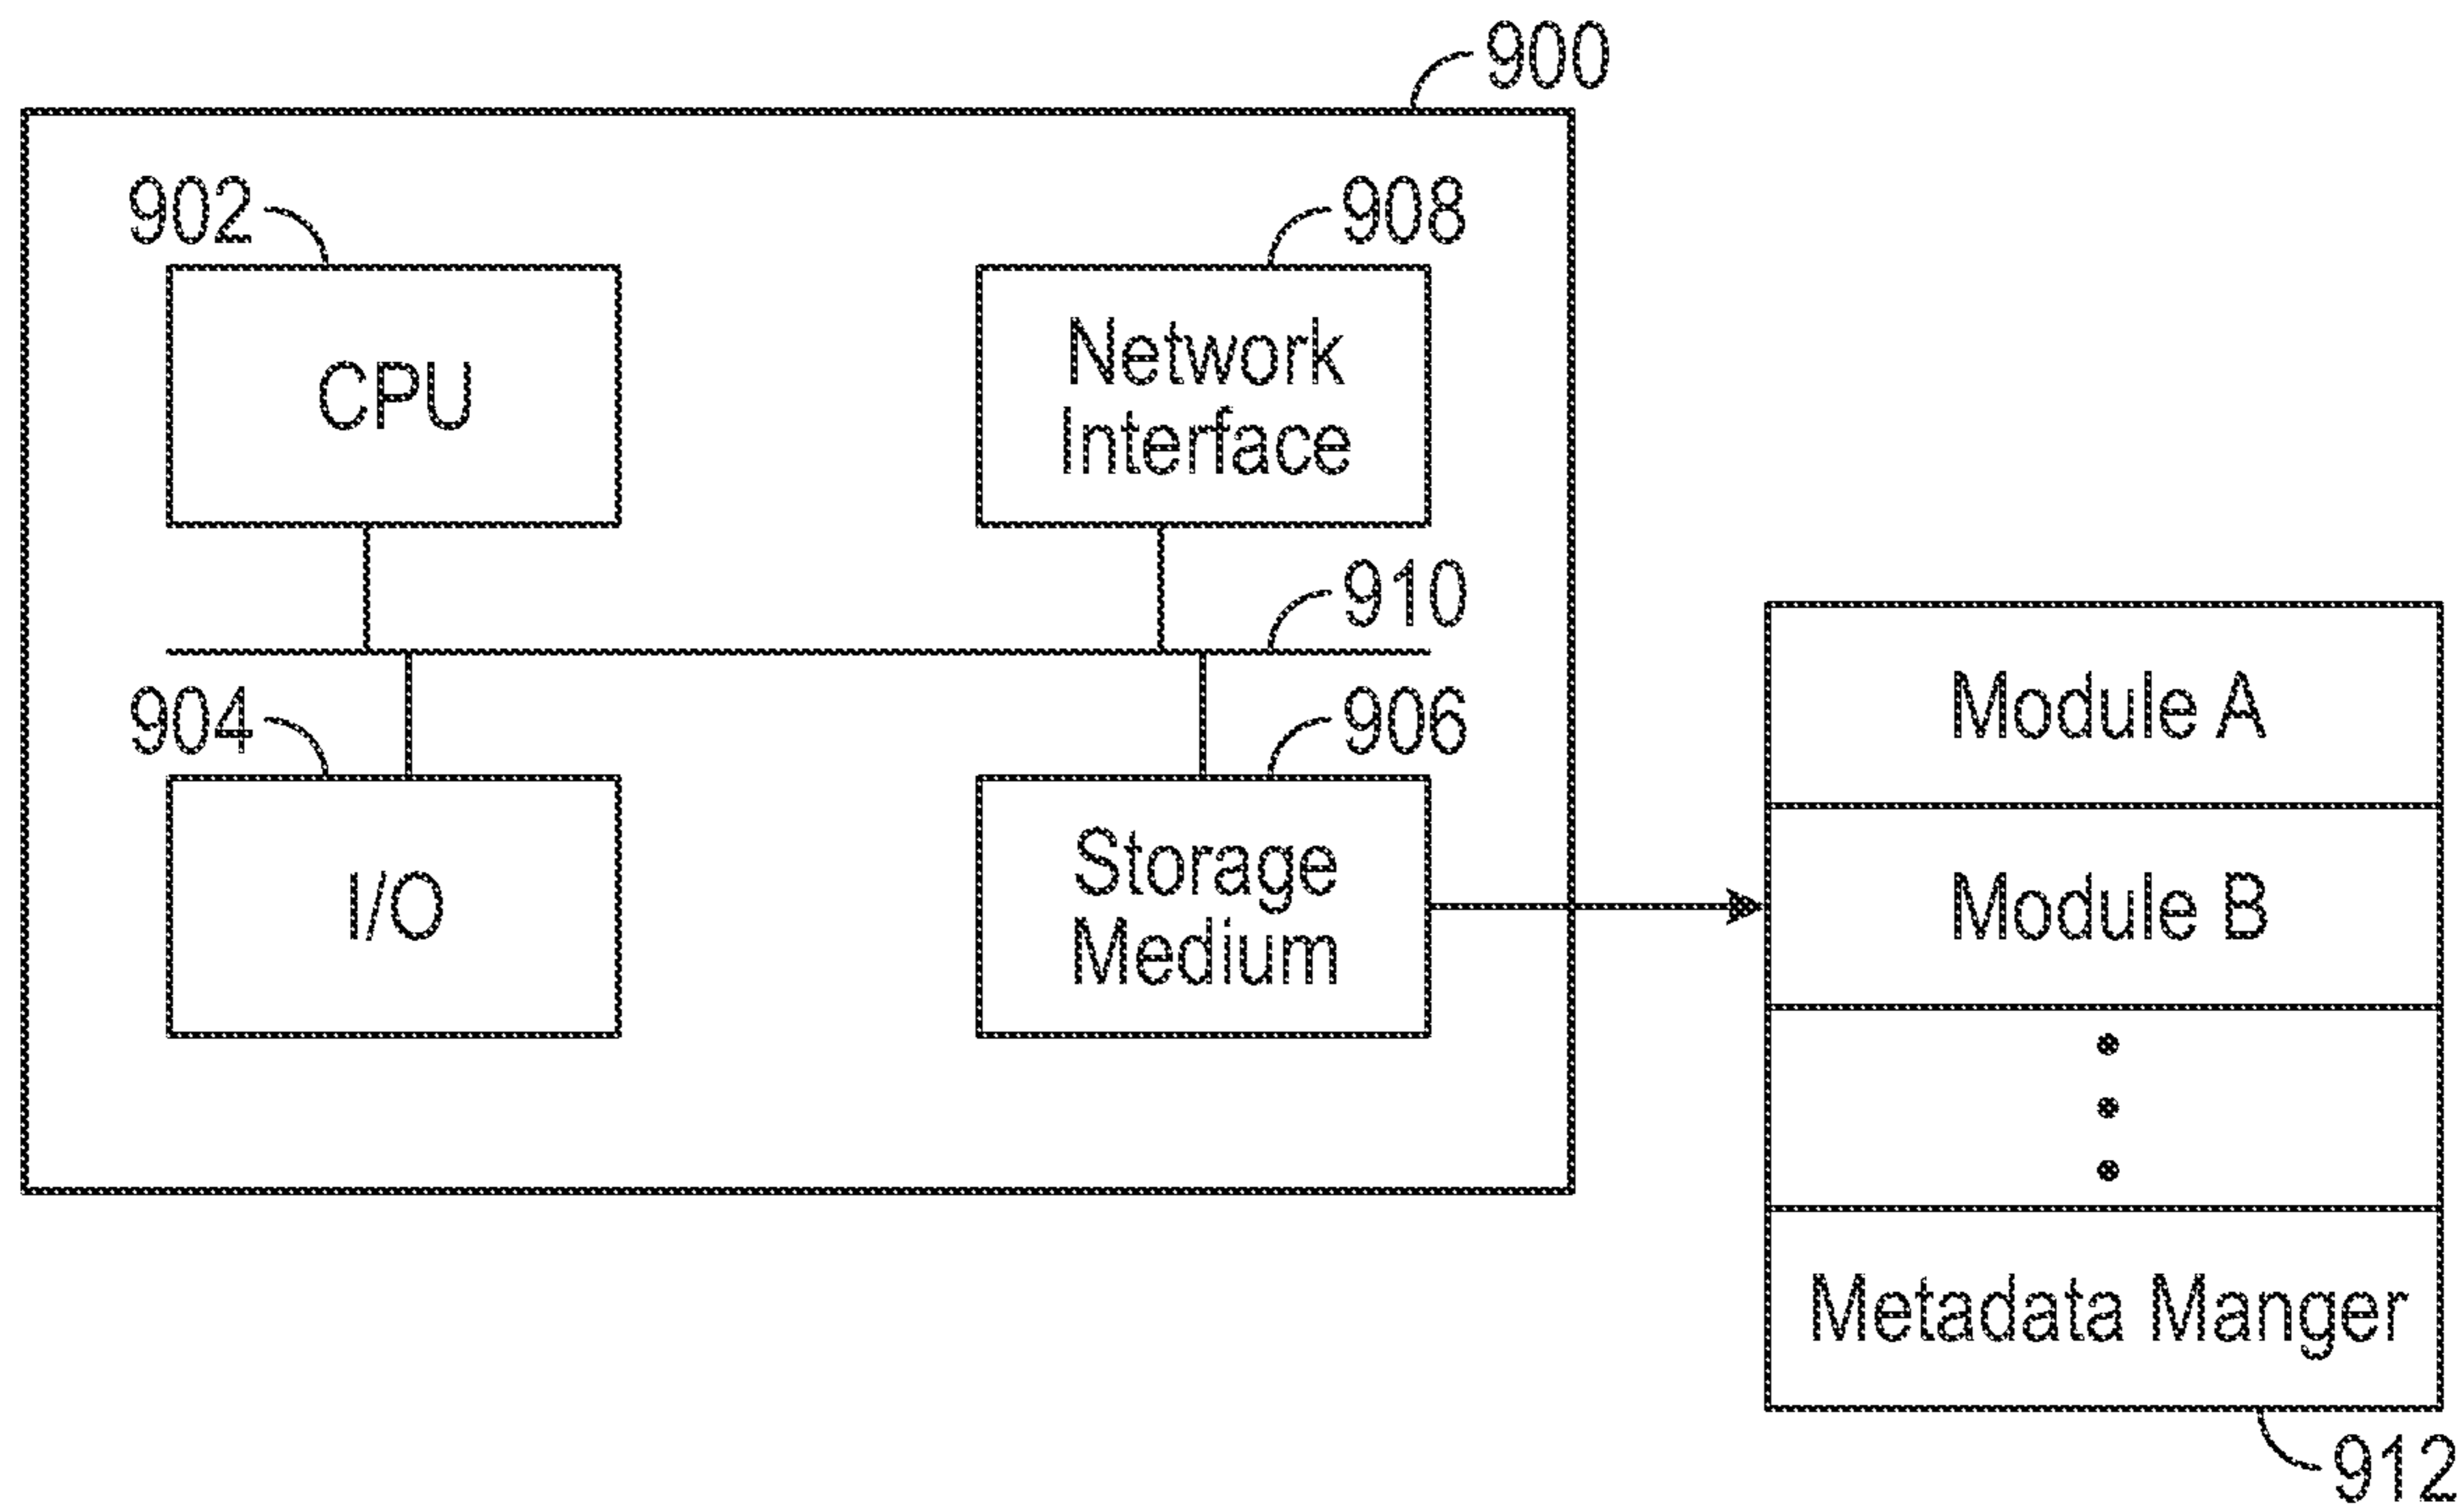 900
902
908
CPU
Network
Interface
910
904
906
I/O
Storage
Medium
Module A
Module B
Metadata Manger
912